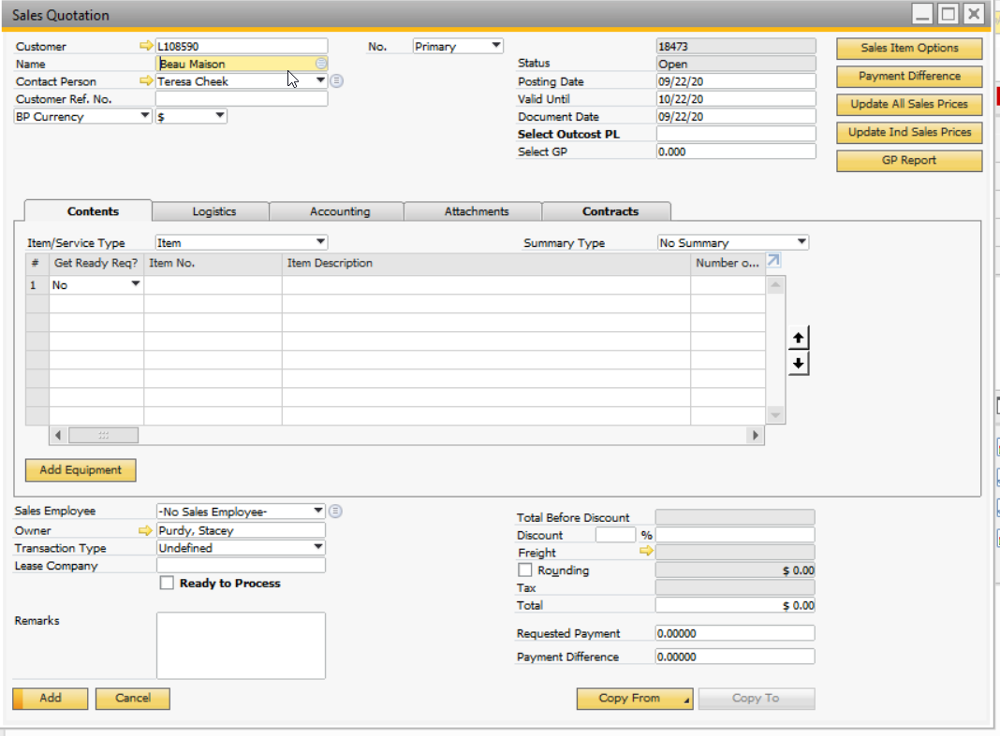 Sales Quotation
Customer L108590 No. Primary 18473 Sales Item Options
Name Beau Maison Status Open Payment Difference
Contact Person Teresa Cheek Posting Date 09/22/20
Customer Ref. No. Valid Until 10/22/20 Update All Sales Prices
BP Currency $ Document Date 09/22/20
Select Outcost PL Update Ind Sales Prices
Select GP 0.000 GP Report
Contents Logistics Accounting Attachments Contracts
Item/Service Type Item Summary Type No Summary
# Get Ready Req? Item No. Item Description Number o...
1 No
Add Equipment
Sales Employee -No Sales Employee-
Total Before Discount
Owner Purdy, Stacey Discount %
Transaction Type Undefined Freight
Lease Company Rounding $ 0.00
Ready to Process Tax
Total $ 0.00
Remarks
Requested Payment 0.00000
Payment Difference 0.00000
Add Cancel Copy From Copy To